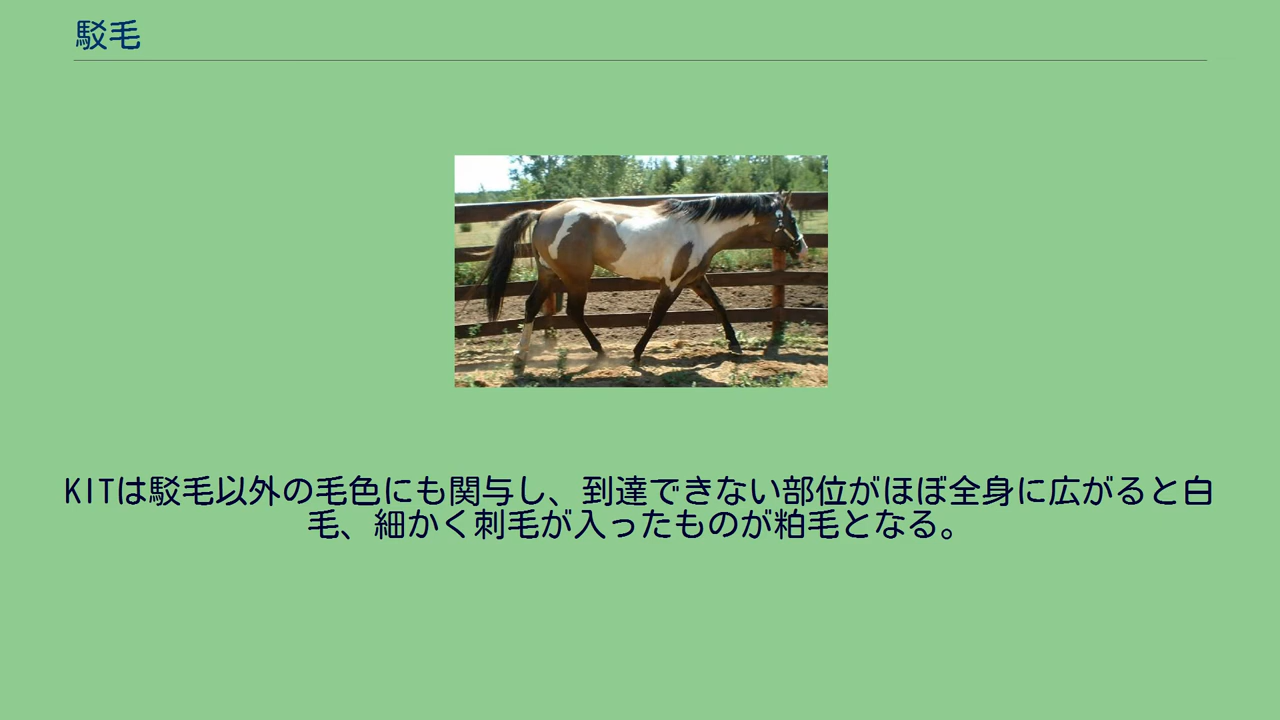 駁毛
KITは駁毛以外の毛色にも関与し、到達できない部位がほぼ全身に広がると白
毛、細かく刺毛が入ったものが粕毛となる。